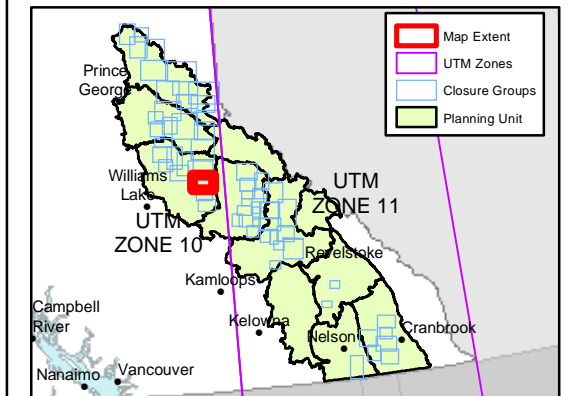 Map Extent
UTM Zones
Closure Groups
Planning Unit
Prince
George
Williams
Lake
UTM
ZONE 10
UTM
ZONE 11
Revelstoke
Kamloops
Campbell
River
Kelowna
Nelson
Cranbrook
Nanaimo
Vancouver